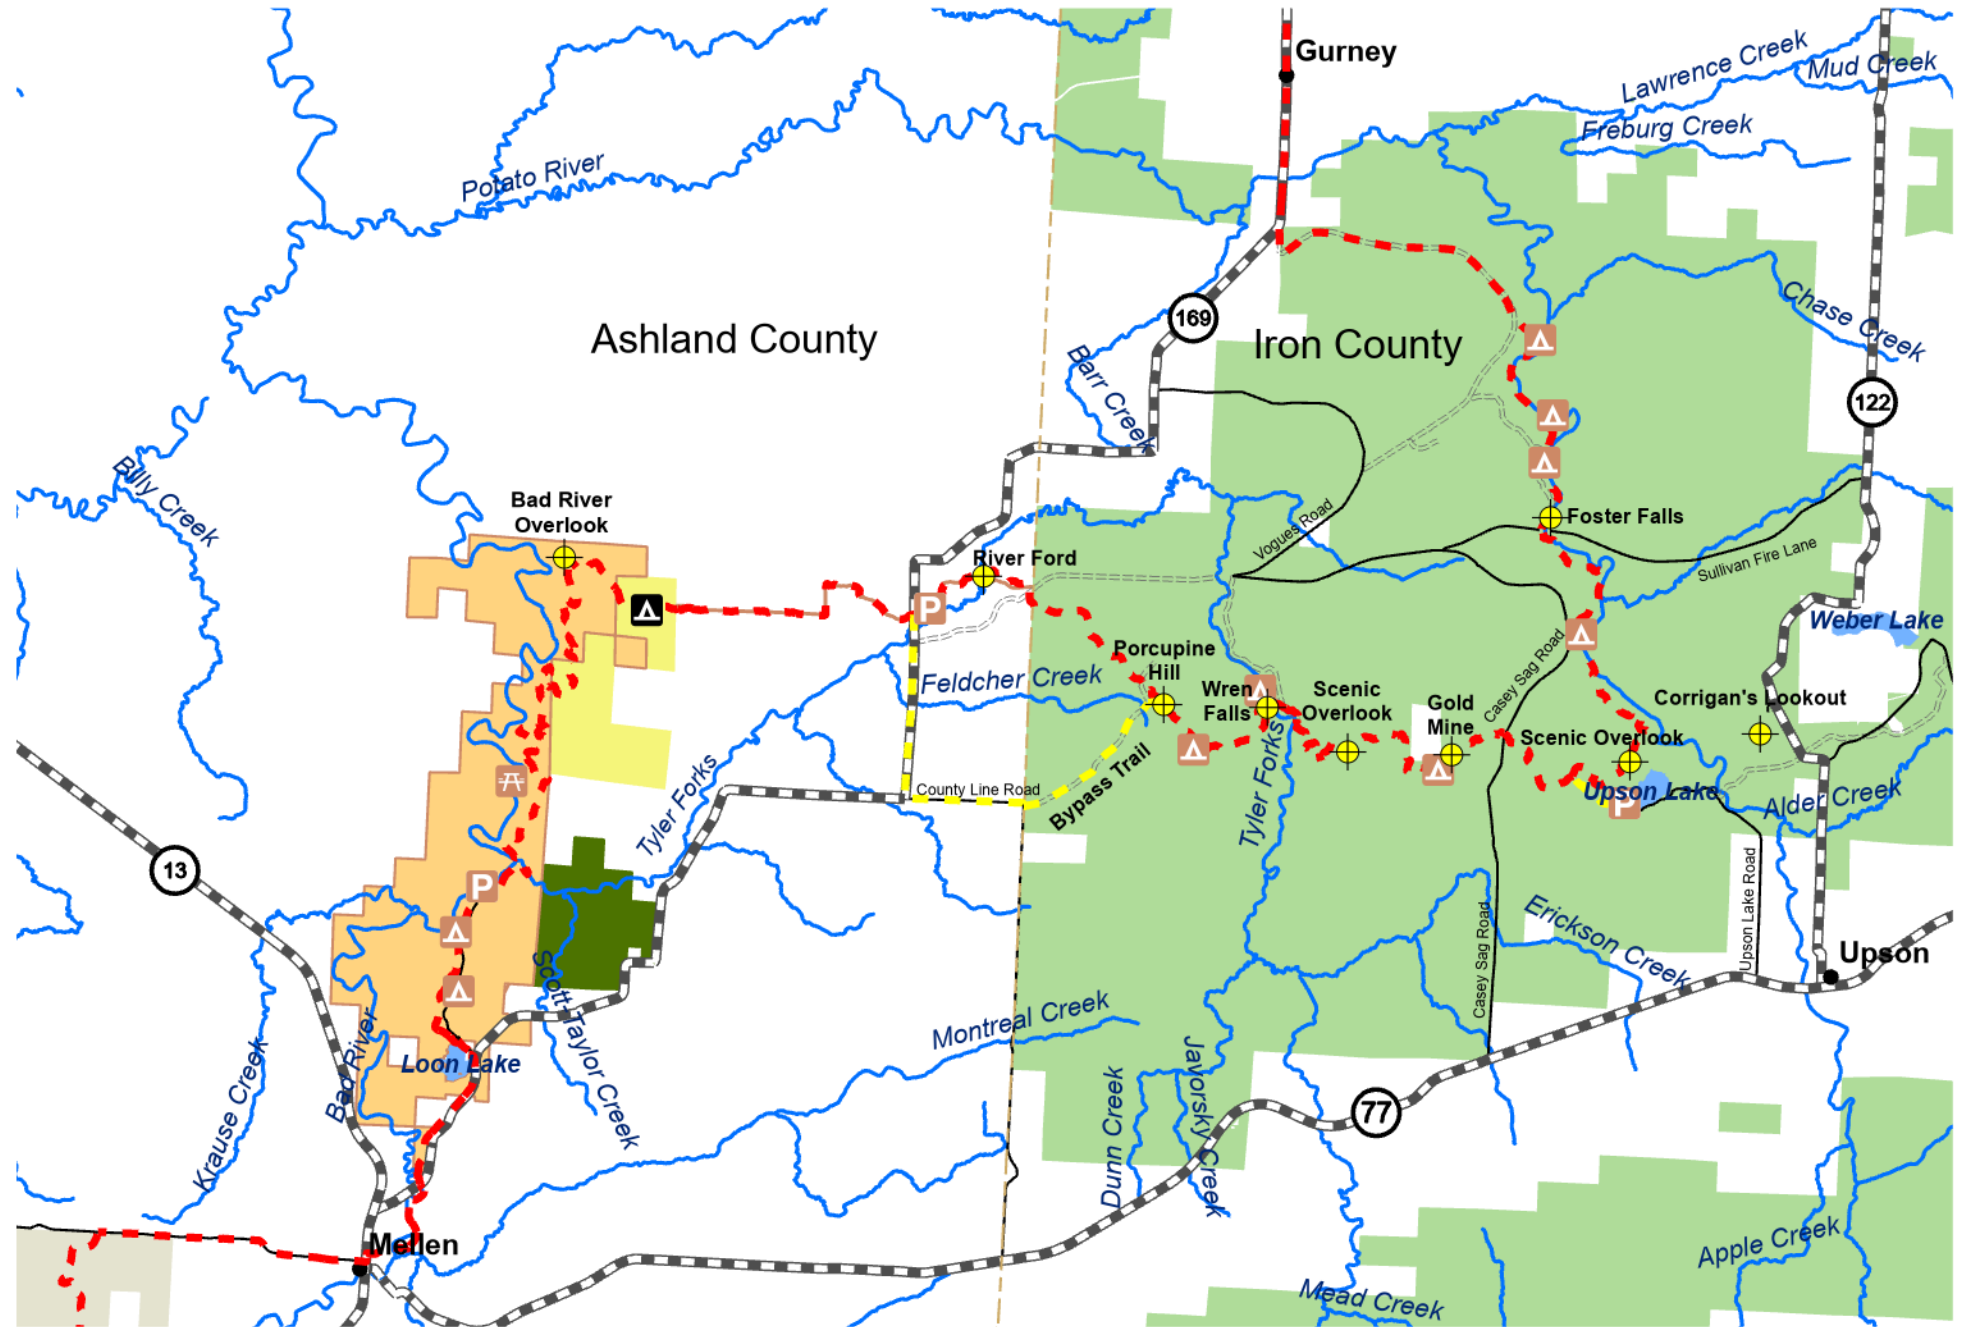 Gurney
Lawrence Creek
Mud Creek
Freburg Creek
Potato River
Chase Creek
169
Ashland County
Iron County
Barr Creek
122
Billy Creek
Bad River
Overlook
Vogues Road
Foster Falls
Sullivan Fire Lane
River Ford
P
Weber Lake
Porcupine
Hill
Feldcher Creek
Wren
Falls
Scenic
Overlook
Gold
Mine
Casey Sag Road
Corrigan's Lookout
Scenic Overlook
Upson Lake
P
Alder Creek
County Line Road
Bypass Trail
Tyler Forks
Tyler Forks
13
P
Upson Lake Road
Casey Sag Road
Erickson Creek
Upson
Scott-Taylor Creek
Montreal Creek
Bad River
Loon Lake
Krause Creek
Dunn Creek
Javorsky Creek
77
Mellen
Apple Creek
Mead Creek